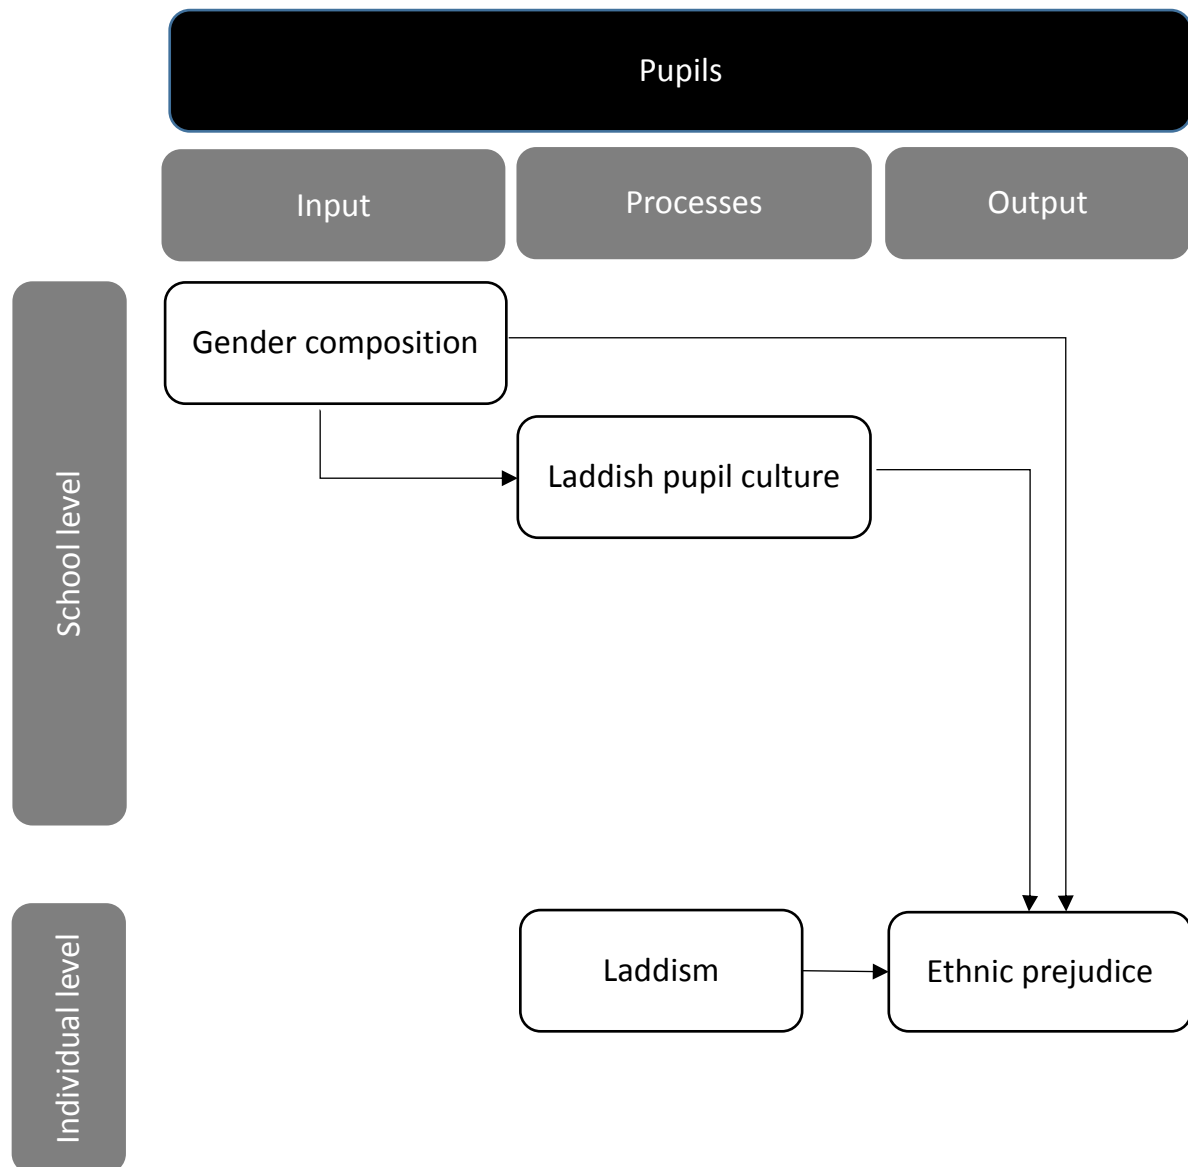 Pupils
Input
Processes
Output
School level
Gender composition
Laddish pupil culture
Individual level
Laddism
Ethnic prejudice